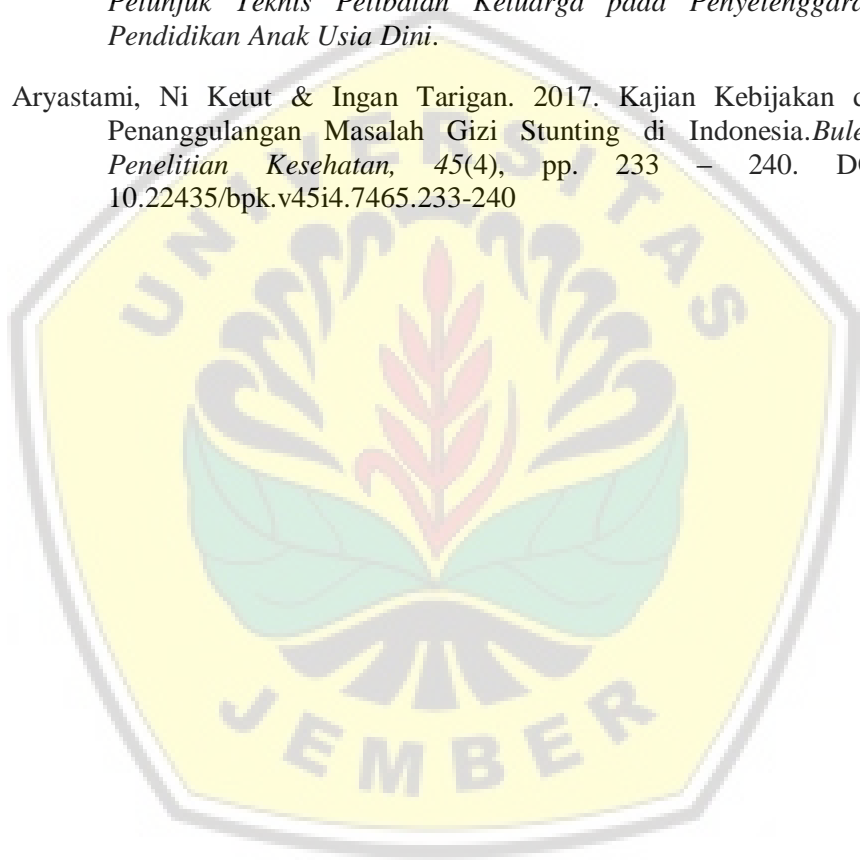 Petunjuk Teknis Pelibatan Keluarga pada
Pendidikan Anak Usia Dini.
Aryastami, Ni Ketut & Ingan Tarigan. 2017. Kajian Kebijakan
Penanggulangan Masalah Gizi Stunting di Indonesia.
Penelitian Kesehatan, 45(4), pp. 233 – 240.
10.22435/bpk.v45i4.7465.233-240
UNIVERSITAS
JEMBER